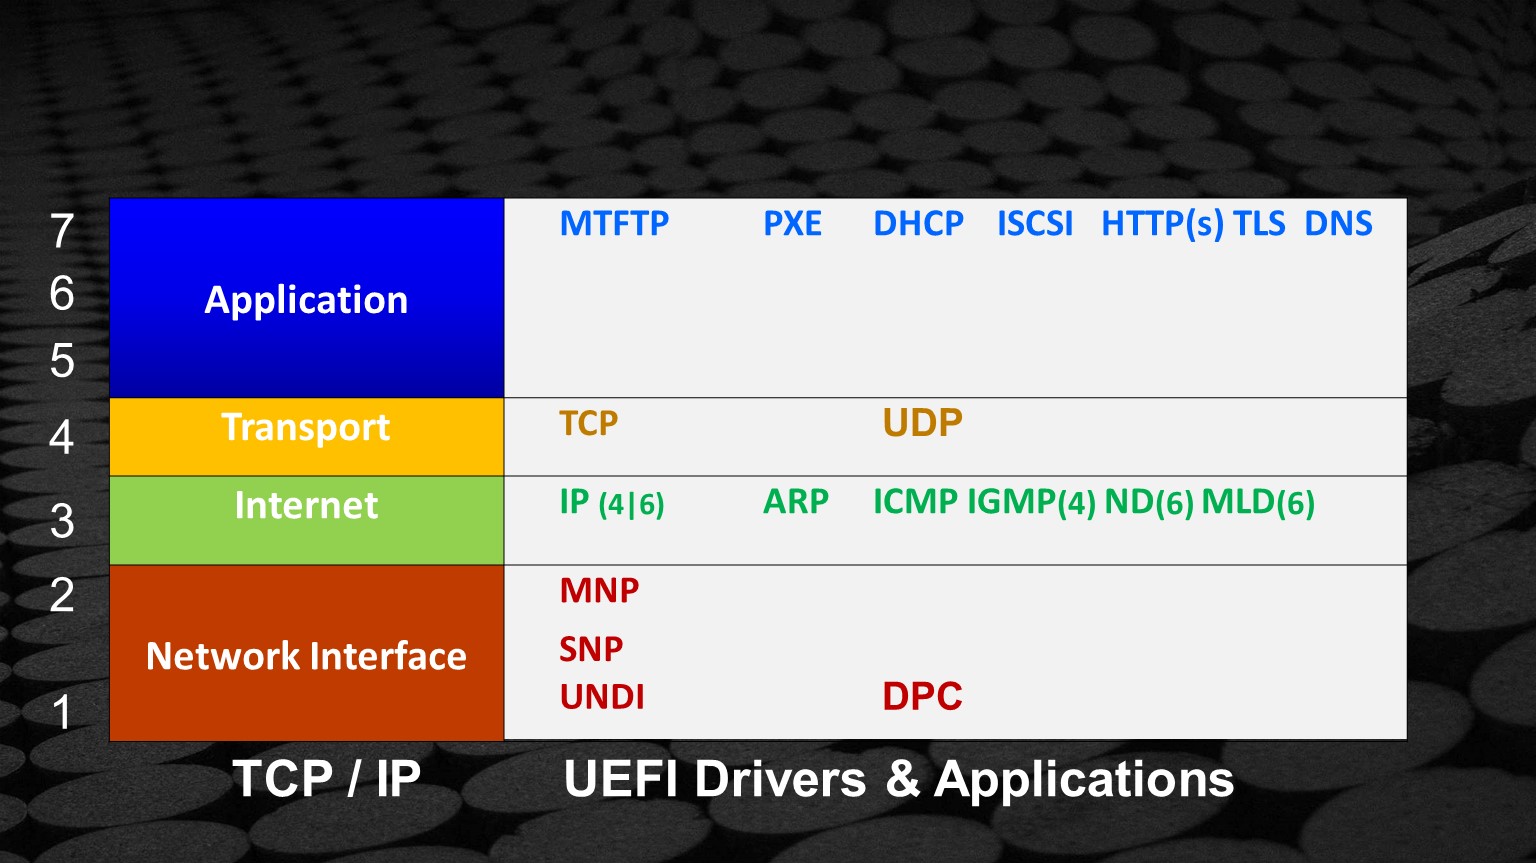 7
MTFTP PXE DHCP ISCSI HTTP(s) TLS DNS
6
Application
5
4
Transport
TCP UDP
3
Internet
IP (4|6) ARP ICMP IGMP(4) ND(6) MLD(6)
2
MNP
Network Interface
SNP
1
UNDI DPC
TCP / IP
UEFI Drivers & Applications